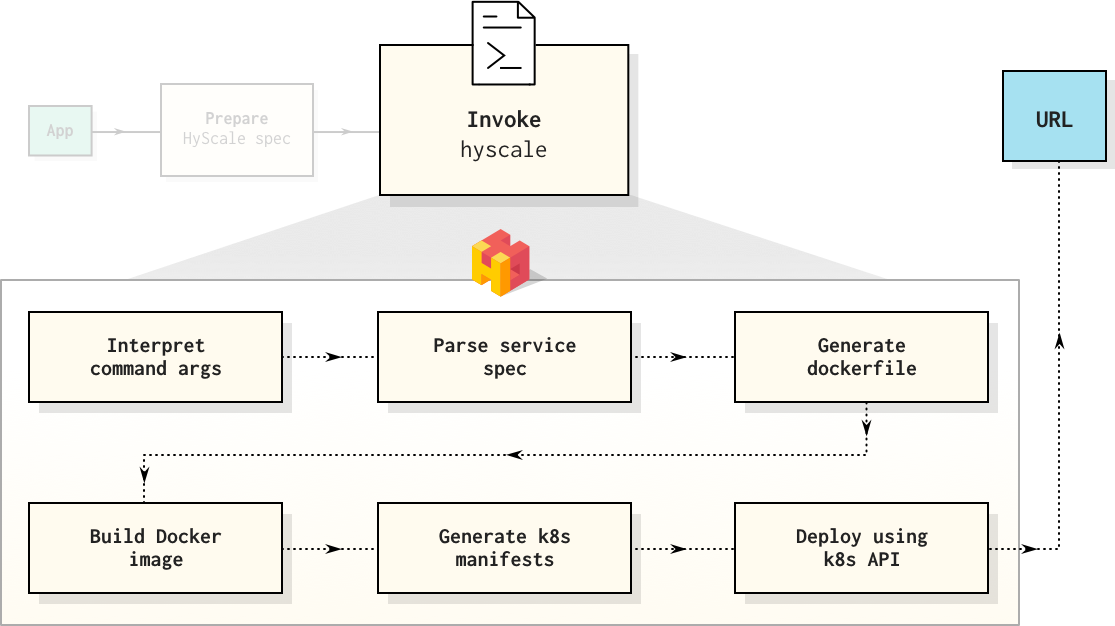 App
Prepare
HyScale spec
Invoke
hyscale
URL
Interpret
command args
Parse service
spec
Generate
dockerfile
Build Docker
image
Generate k8s
manifests
Deploy using
k8s API